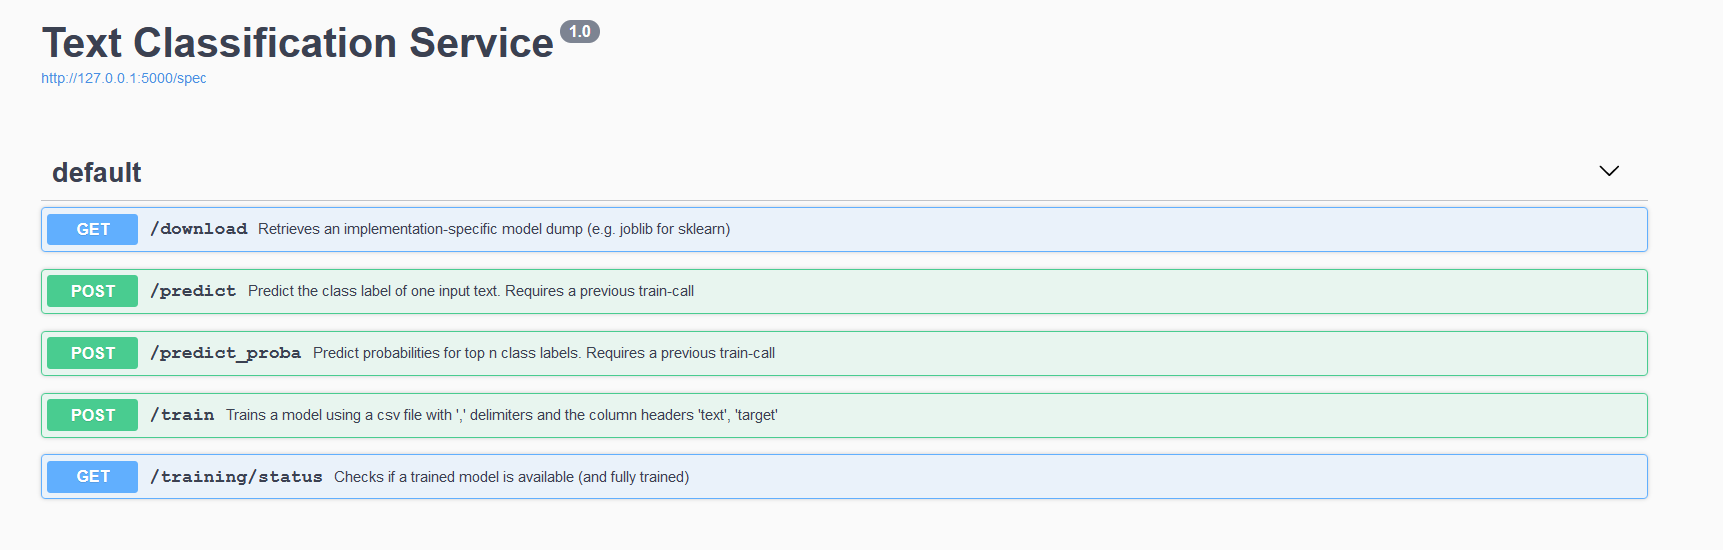 Text Classification Service 1.0
http://127.0.0.1:5000/spec
default
GET /download Retrieves an implementation-specific model dump (e.g. joblib for sklearn)
POST /predict Predict the class label of one input text. Requires a previous train-call
POST /predict_proba Predict probabilities for top n class labels. Requires a previous train-call
POST /train Trains a model using a csv file with ',' delimiters and the column headers 'text', 'target'
GET /training/status Checks if a trained model is available (and fully trained)